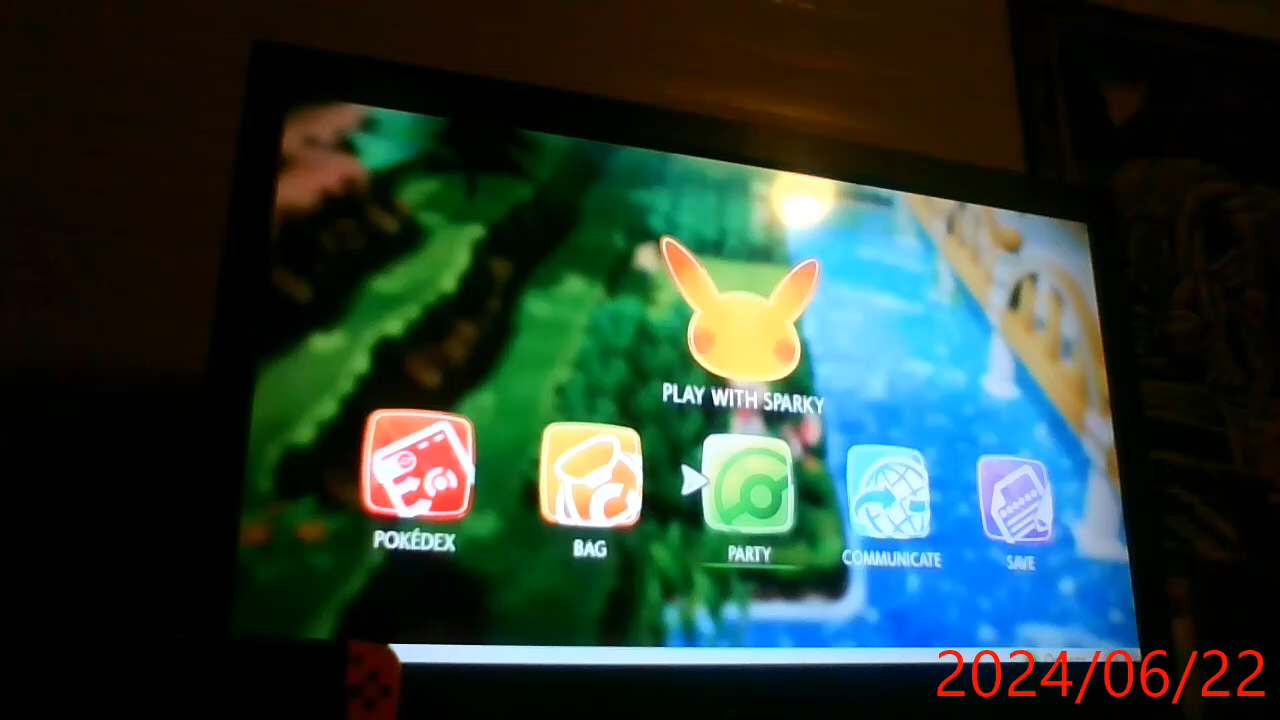 PLAY WITH SPARKY
POKÉDEX
BAG
PARTY
COMMUNICATE
SAVE
2024/06/22